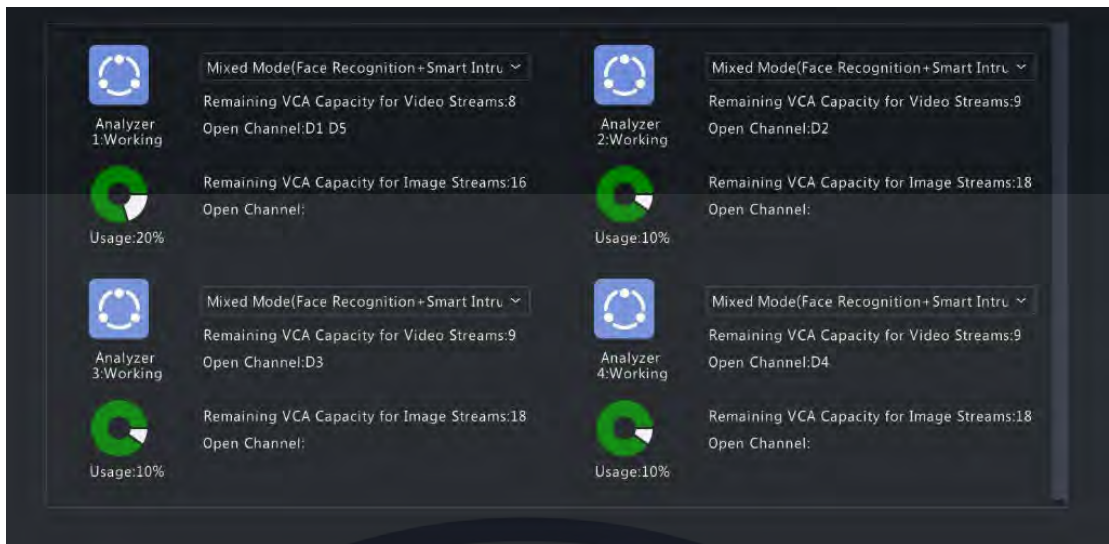 Mixed Mode(Face Recognition+Smart Intru
Remaining VCA Capacity for Video Streams:8
Analyzer
1:Working
Open Channel:D1 D5
Remaining VCA Capacity for Image Streams:16
Open Channel:
Usage:20%
Mixed Mode(Face Recognition+Smart Intru
Remaining VCA Capacity for Video Streams:9
Analyzer
2:Working
Open Channel:D2
Remaining VCA Capacity for Image Streams:18
Open Channel:
Usage:10%
Mixed Mode(Face Recognition+Smart Intru
Remaining VCA Capacity for Video Streams:9
Analyzer
3:Working
Open Channel:D3
Remaining VCA Capacity for Image Streams:18
Open Channel:
Usage:10%
Mixed Mode(Face Recognition+Smart Intru
Remaining VCA Capacity for Video Streams:9
Analyzer
4:Working
Open Channel:D4
Remaining VCA Capacity for Image Streams:18
Open Channel:
Usage:10%